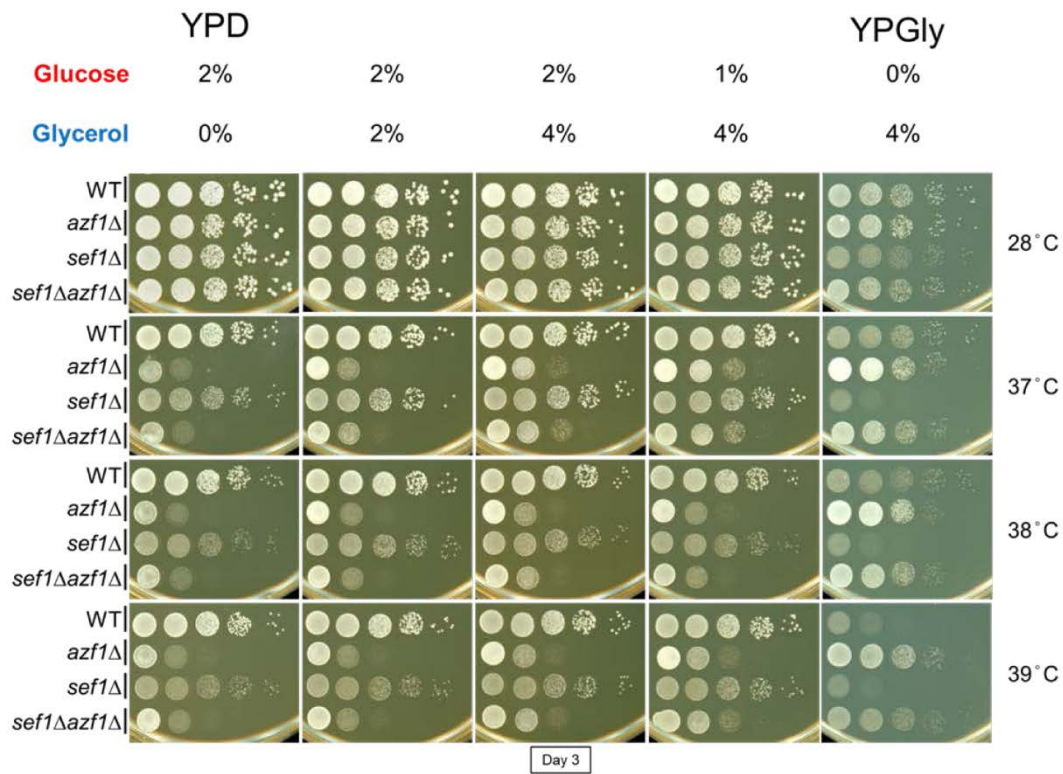 YPD YPGly
Glucose 2% 2% 2% 1% 0%
Glycerol 0% 2% 4% 4% 4%
WT
azf1Δ
sef1Δ
sef1Δazf1Δ
28°C
WT
azf1Δ
sef1Δ
sef1Δazf1Δ
37°C
WT
azf1Δ
sef1Δ
sef1Δazf1Δ
38°C
WT
azf1Δ
sef1Δ
sef1Δazf1Δ
39°C
Day 3